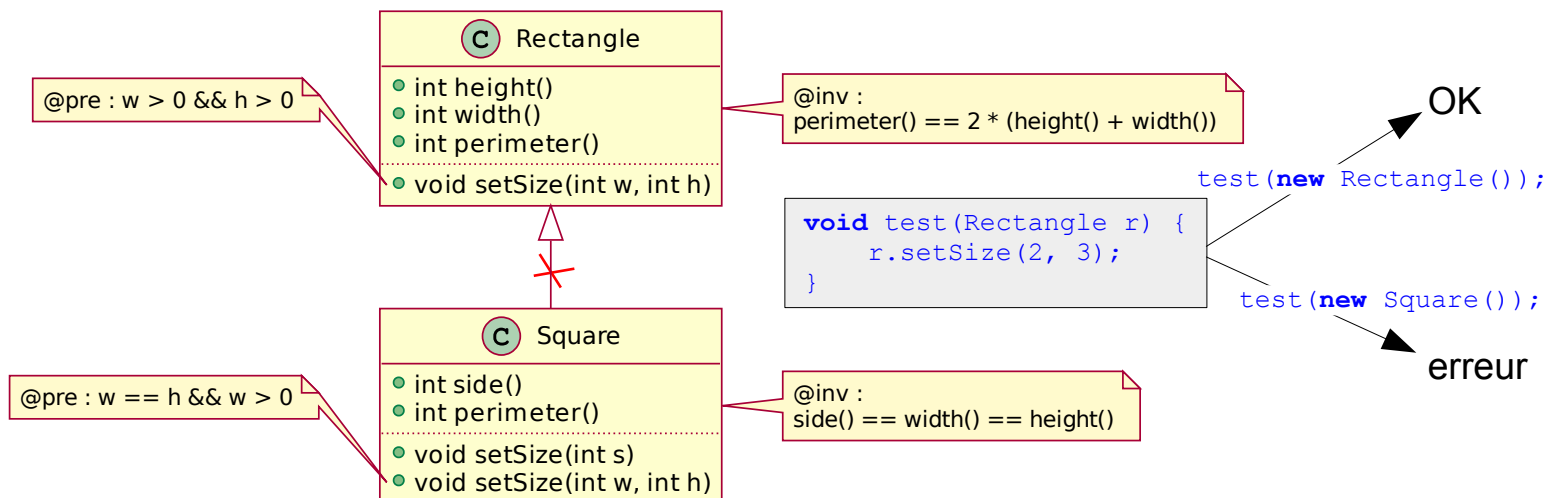 C Rectangle
int height()
int width()
int perimeter()
void setSize(int w, int h)
@pre : w > 0 && h > 0
@inv :
perimeter() == 2 * (height() + width())
C Square
int side()
int perimeter()
void setSize(int s)
void setSize(int w, int h)
@pre : w == h && w > 0
@inv :
side() == width() == height()
void test(Rectangle r) {
r.setSize(2, 3);
}
OK
test(new Rectangle());
test(new Square());
erreur